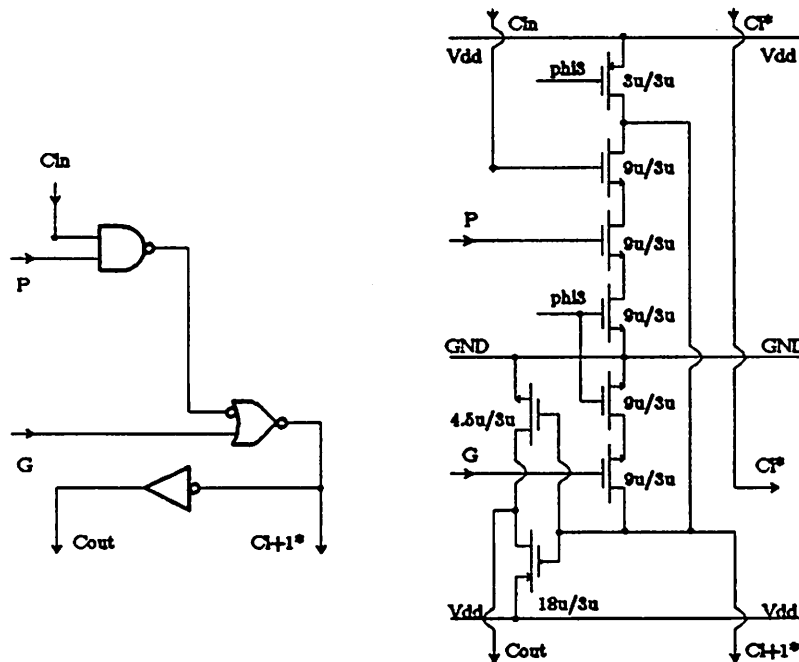 Cin
P
G
Cout
Ci+1*
Cin
Ci*
Vdd
Vdd
phi3
3u/3u
9u/3u
P
9u/3u
phi3
9u/3u
GND
GND
4.5u/3u
9u/3u
G
9u/3u
Ci*
Vdd
18u/3u
Vdd
Cout
Ci+1*